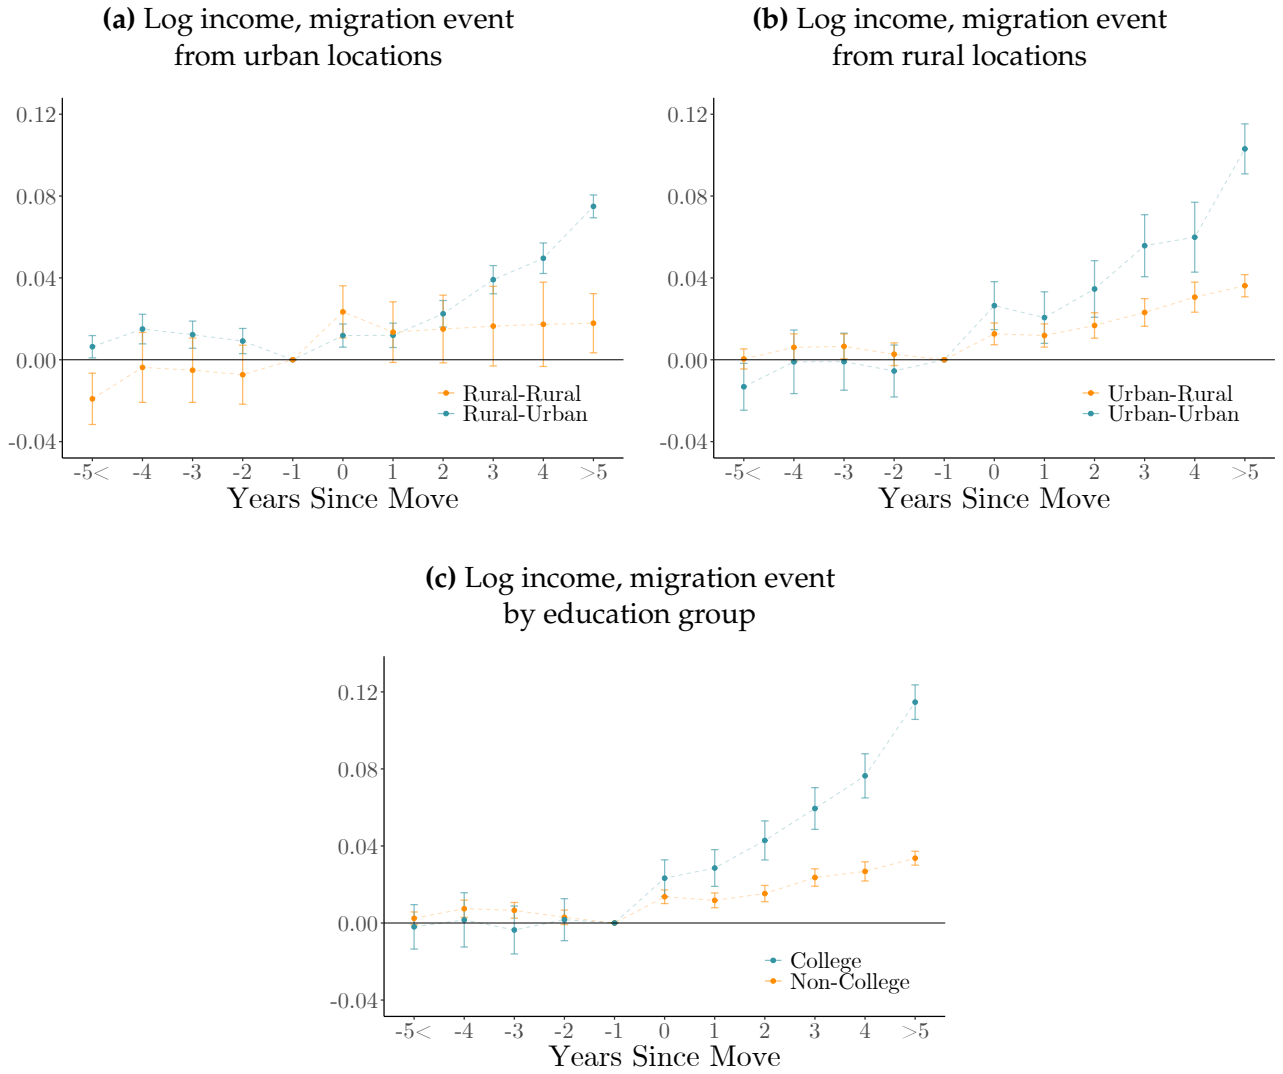 (a) Log income, migration event
from urban locations
0.12
0.08
0.04
0.00
-0.04
Rural-Rural
Rural-Urban
-5< -4 -3 -2 -1 0 1 2 3 4 >5
Years Since Move
(b) Log income, migration event
from rural locations
0.12
0.08
0.04
0.00
-0.04
Urban-Rural
Urban-Urban
-5< -4 -3 -2 -1 0 1 2 3 4 >5
Years Since Move
(c) Log income, migration event
by education group
0.12
0.08
0.04
0.00
-0.04
College
Non-College
-5< -4 -3 -2 -1 0 1 2 3 4 >5
Years Since Move